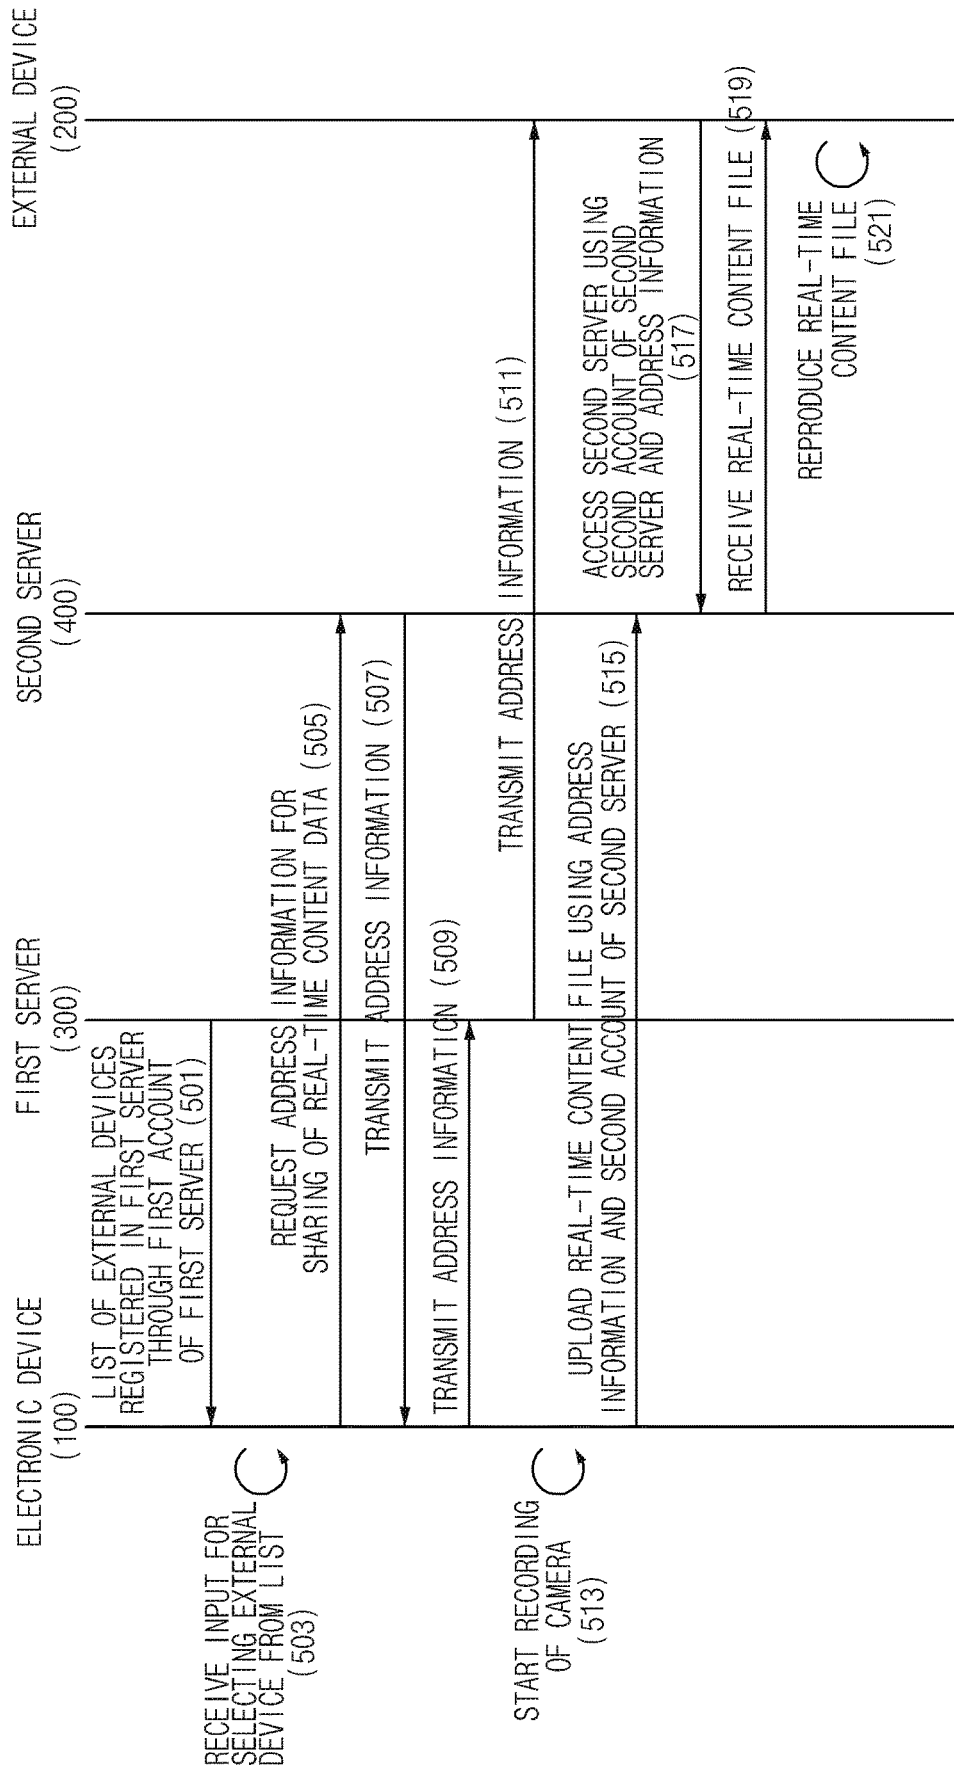 ELECTRONIC DEVICE
(100)
FIRST SERVER
(300)
SECOND SERVER
(400)
EXTERNAL DEVICE
(200)
LIST OF EXTERNAL DEVICES
REGISTERED IN FIRST SERVER
THROUGH FIRST ACCOUNT
OF FIRST SERVER (501)
RECEIVE INPUT FOR
SELECTING EXTERNAL
DEVICE FROM LIST
(503)
REQUEST ADDRESS INFORMATION FOR
SHARING OF REAL-TIME CONTENT DATA (505)
TRANSMIT ADDRESS INFORMATION (507)
TRANSMIT ADDRESS INFORMATION (509)
TRANSMIT ADDRESS INFORMATION (511)
START RECORDING
OF CAMERA
(513)
UPLOAD REAL-TIME CONTENT FILE USING ADDRESS
INFORMATION AND SECOND ACCOUNT OF SECOND SERVER (515)
ACCESS SECOND SERVER USING
SECOND ACCOUNT OF SECOND
SERVER AND ADDRESS INFORMATION
(517)
RECEIVE REAL-TIME CONTENT FILE (519)
REPRODUCE REAL-TIME
CONTENT FILE
(521)